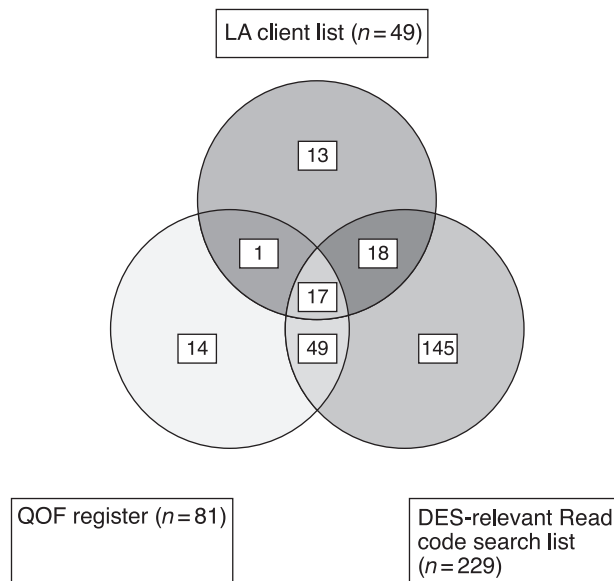 LA client list (n = 49)
13
1
18
17
14
49
145
QOF register (n = 81)
DES-relevant Read
code search list
(n = 229)